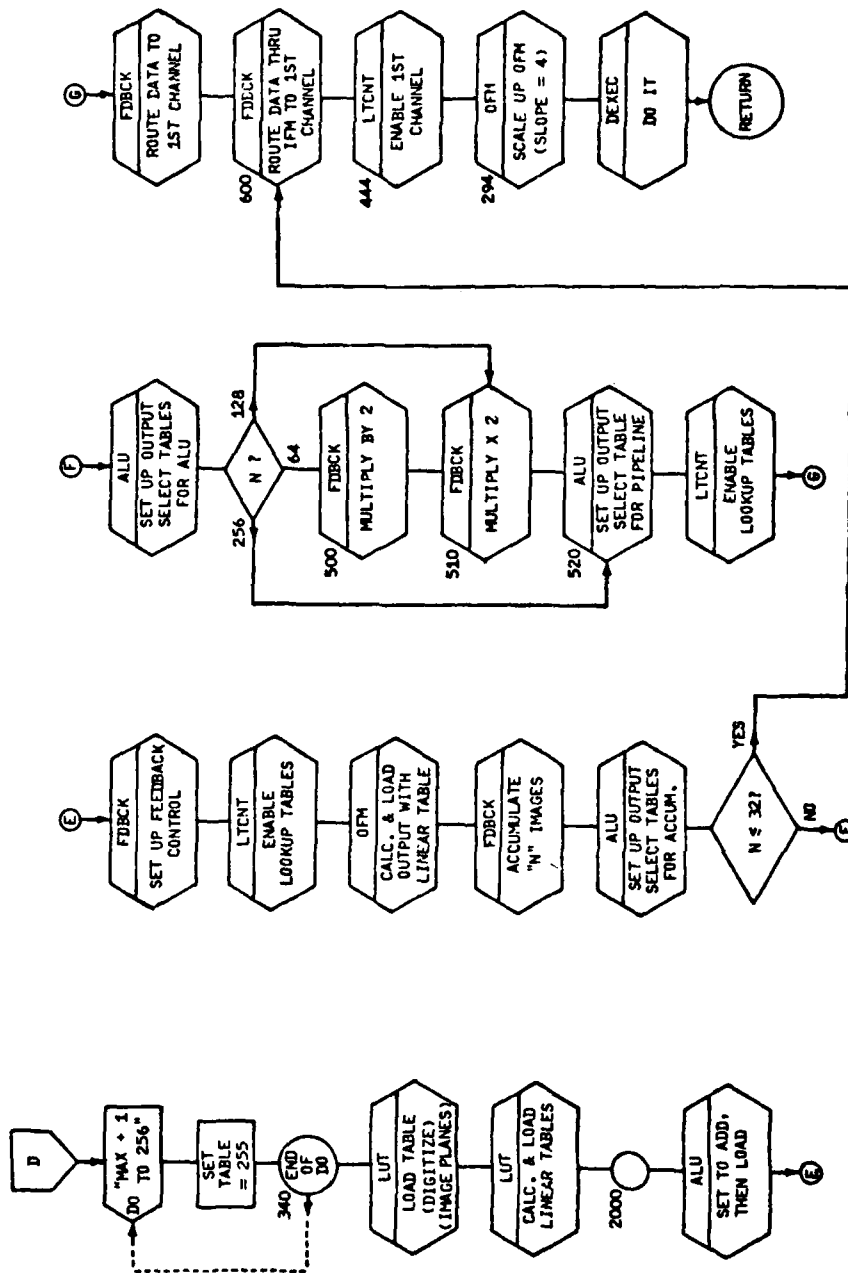 D
"MAX + 1
DO TO 256"
SET
TABLE
= 255
340
END
OF
DO
LUT
LOAD TABLE
(DIGITIZE)
(IMAGE PLANES)
LUT
CALC. & LOAD
LINEAR TABLES
2000
ALU
SET TO ADD,
THEN LOAD
E
E
FDBCK
SET UP FEEDBACK
CONTROL
LTCNT
ENABLE
LOOKUP TABLES
OFM
CALC. & LOAD
OUTPUT WITH
LINEAR TABLE
FDBCK
ACCUMULATE
"N" IMAGES
ALU
SET UP OUTPUT
SELECT TABLES
FOR ACCUM.
N ≤ 32?
YES
NO
F
F
ALU
SET UP OUTPUT
SELECT TABLES
FOR ALU
N ?
256
128
64
500
FDBCK
MULTIPLY BY 2
510
FDBCK
MULTIPLY X 2
520
ALU
SET UP OUTPUT
SELECT TABLE
FOR PIPELINE
LTCNT
ENABLE
LOOKUP TABLES
G
G
FDBCK
ROUTE DATA TO
1ST CHANNEL
600
FDBCK
ROUTE DATA THRU
IFM TO 1ST
CHANNEL
444
LTCNT
ENABLE 1ST
CHANNEL
294
OFM
SCALE UP OFM
(SLOPE = 4)
DEXEC
DO IT
RETURN